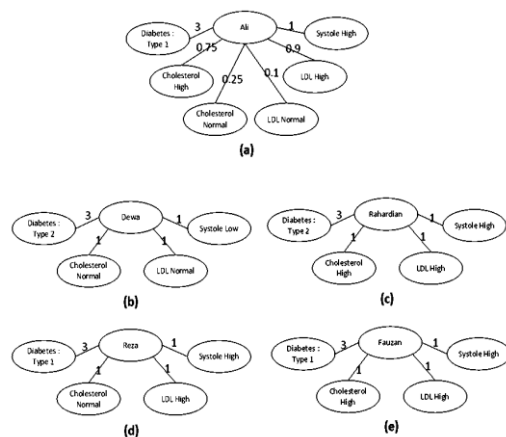 Ali
Diabetes :
Type 1
3
1
Systole High
0.75
0.9
Cholesterol
High
LDL High
0.25
0.1
Cholesterol
Normal
LDL Normal
(a)
Dewa
Diabetes :
Type 2
3
1
Systole Low
1
1
Cholesterol
Normal
LDL Normal
(b)
Rahardian
Diabetes :
Type 2
3
1
Systole High
1
1
Cholesterol
High
LDL High
(c)
Reza
Diabetes :
Type 1
3
1
Systole High
1
1
Cholesterol
Normal
LDL High
(d)
Fauzan
Diabetes :
Type 1
3
1
Systole High
1
1
Cholesterol
High
LDL High
(e)